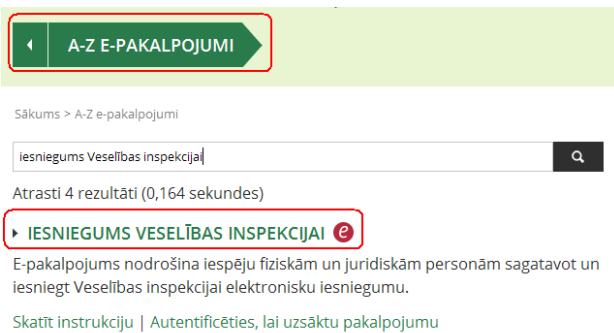 A-Z E-PAKALPOJUMI
Sākums > A-Z e-pakalpojumi
iesniegums Veselības inspekcijai
Atrasti 4 rezultāti (0,164 sekundes)
IESNIEGUMS VESELĪBAS INSPEKCIJAI e
E-pakalpojums nodrošina iespēju fiziskām un juridiskām personām sagatavot un
iesniegt Veselības inspekcijai elektronisku iesniegumu.
Skatīt instrukciju | Autentificēties, lai uzsāktu pakalpojumu